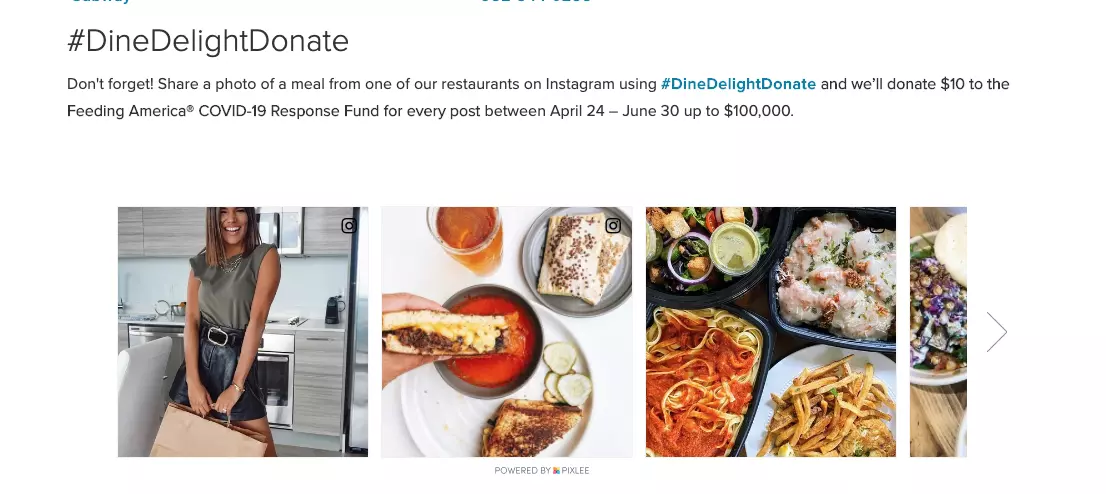 #DineDelightDonate
Don't forget! Share a photo of a meal from one of our restaurants on Instagram using #DineDelightDonate and we’ll donate $10 to the
Feeding America® COVID-19 Response Fund for every post between April 24 – June 30 up to $100,000.
POWERED BY PIXLEE